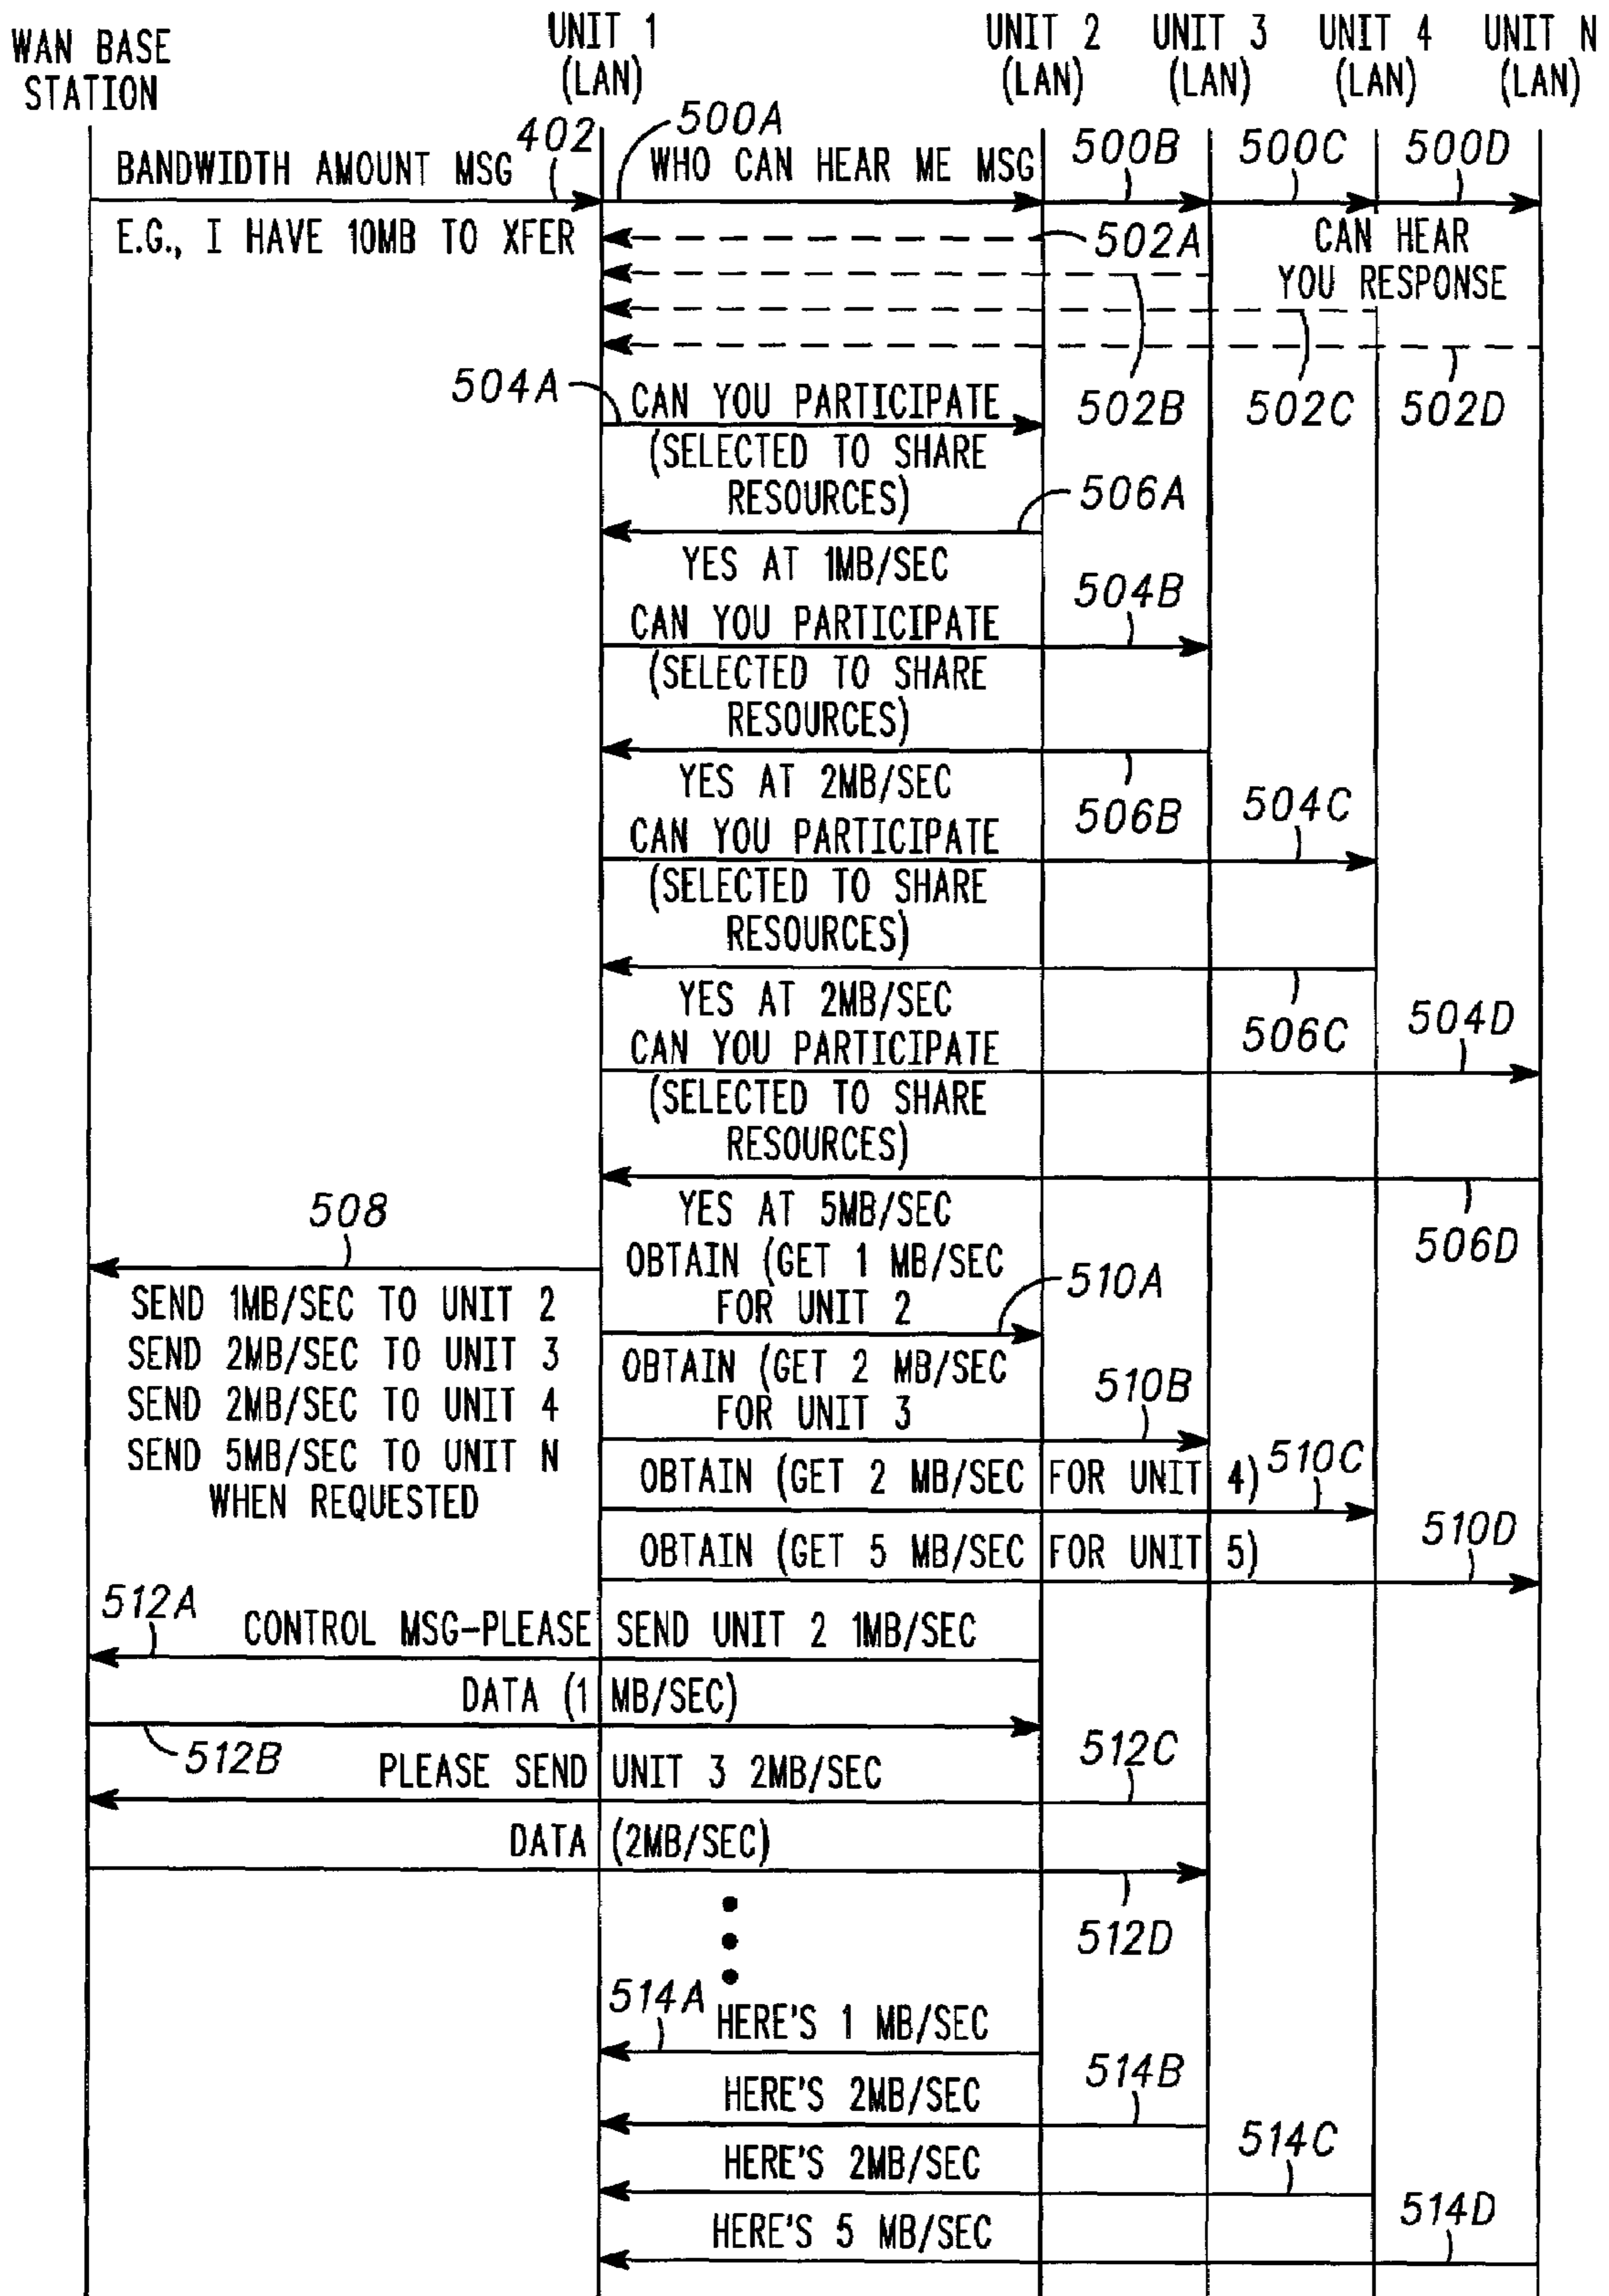 WAN BASE
STATION
UNIT 1
(LAN)
UNIT 2
(LAN)
UNIT 3
(LAN)
UNIT 4
(LAN)
UNIT N
(LAN)
402
500A
500B
500C
500D
BANDWIDTH AMOUNT MSG
WHO CAN HEAR ME MSG
E.G., I HAVE 10MB TO XFER
502A
CAN HEAR
YOU RESPONSE
504A
502B
502C
502D
CAN YOU PARTICIPATE
(SELECTED TO SHARE
RESOURCES)
506A
YES AT 1MB/SEC
504B
CAN YOU PARTICIPATE
(SELECTED TO SHARE
RESOURCES)
YES AT 2MB/SEC
506B
504C
CAN YOU PARTICIPATE
(SELECTED TO SHARE
RESOURCES)
YES AT 2MB/SEC
506C
504D
CAN YOU PARTICIPATE
(SELECTED TO SHARE
RESOURCES)
YES AT 5MB/SEC
506D
508
SEND 1MB/SEC TO UNIT 2
SEND 2MB/SEC TO UNIT 3
SEND 2MB/SEC TO UNIT 4
SEND 5MB/SEC TO UNIT N
WHEN REQUESTED
OBTAIN (GET 1 MB/SEC
FOR UNIT 2
510A
OBTAIN (GET 2 MB/SEC
FOR UNIT 3
510B
OBTAIN (GET 2 MB/SEC FOR UNIT 4)
510C
OBTAIN (GET 5 MB/SEC FOR UNIT 5)
510D
512A
CONTROL MSG-PLEASE SEND UNIT 2 1MB/SEC
DATA (1 MB/SEC)
512B
PLEASE SEND UNIT 3 2MB/SEC
512C
DATA (2MB/SEC)
512D
514A
HERE'S 1 MB/SEC
514B
HERE'S 2MB/SEC
514C
HERE'S 2MB/SEC
514D
HERE'S 5 MB/SEC